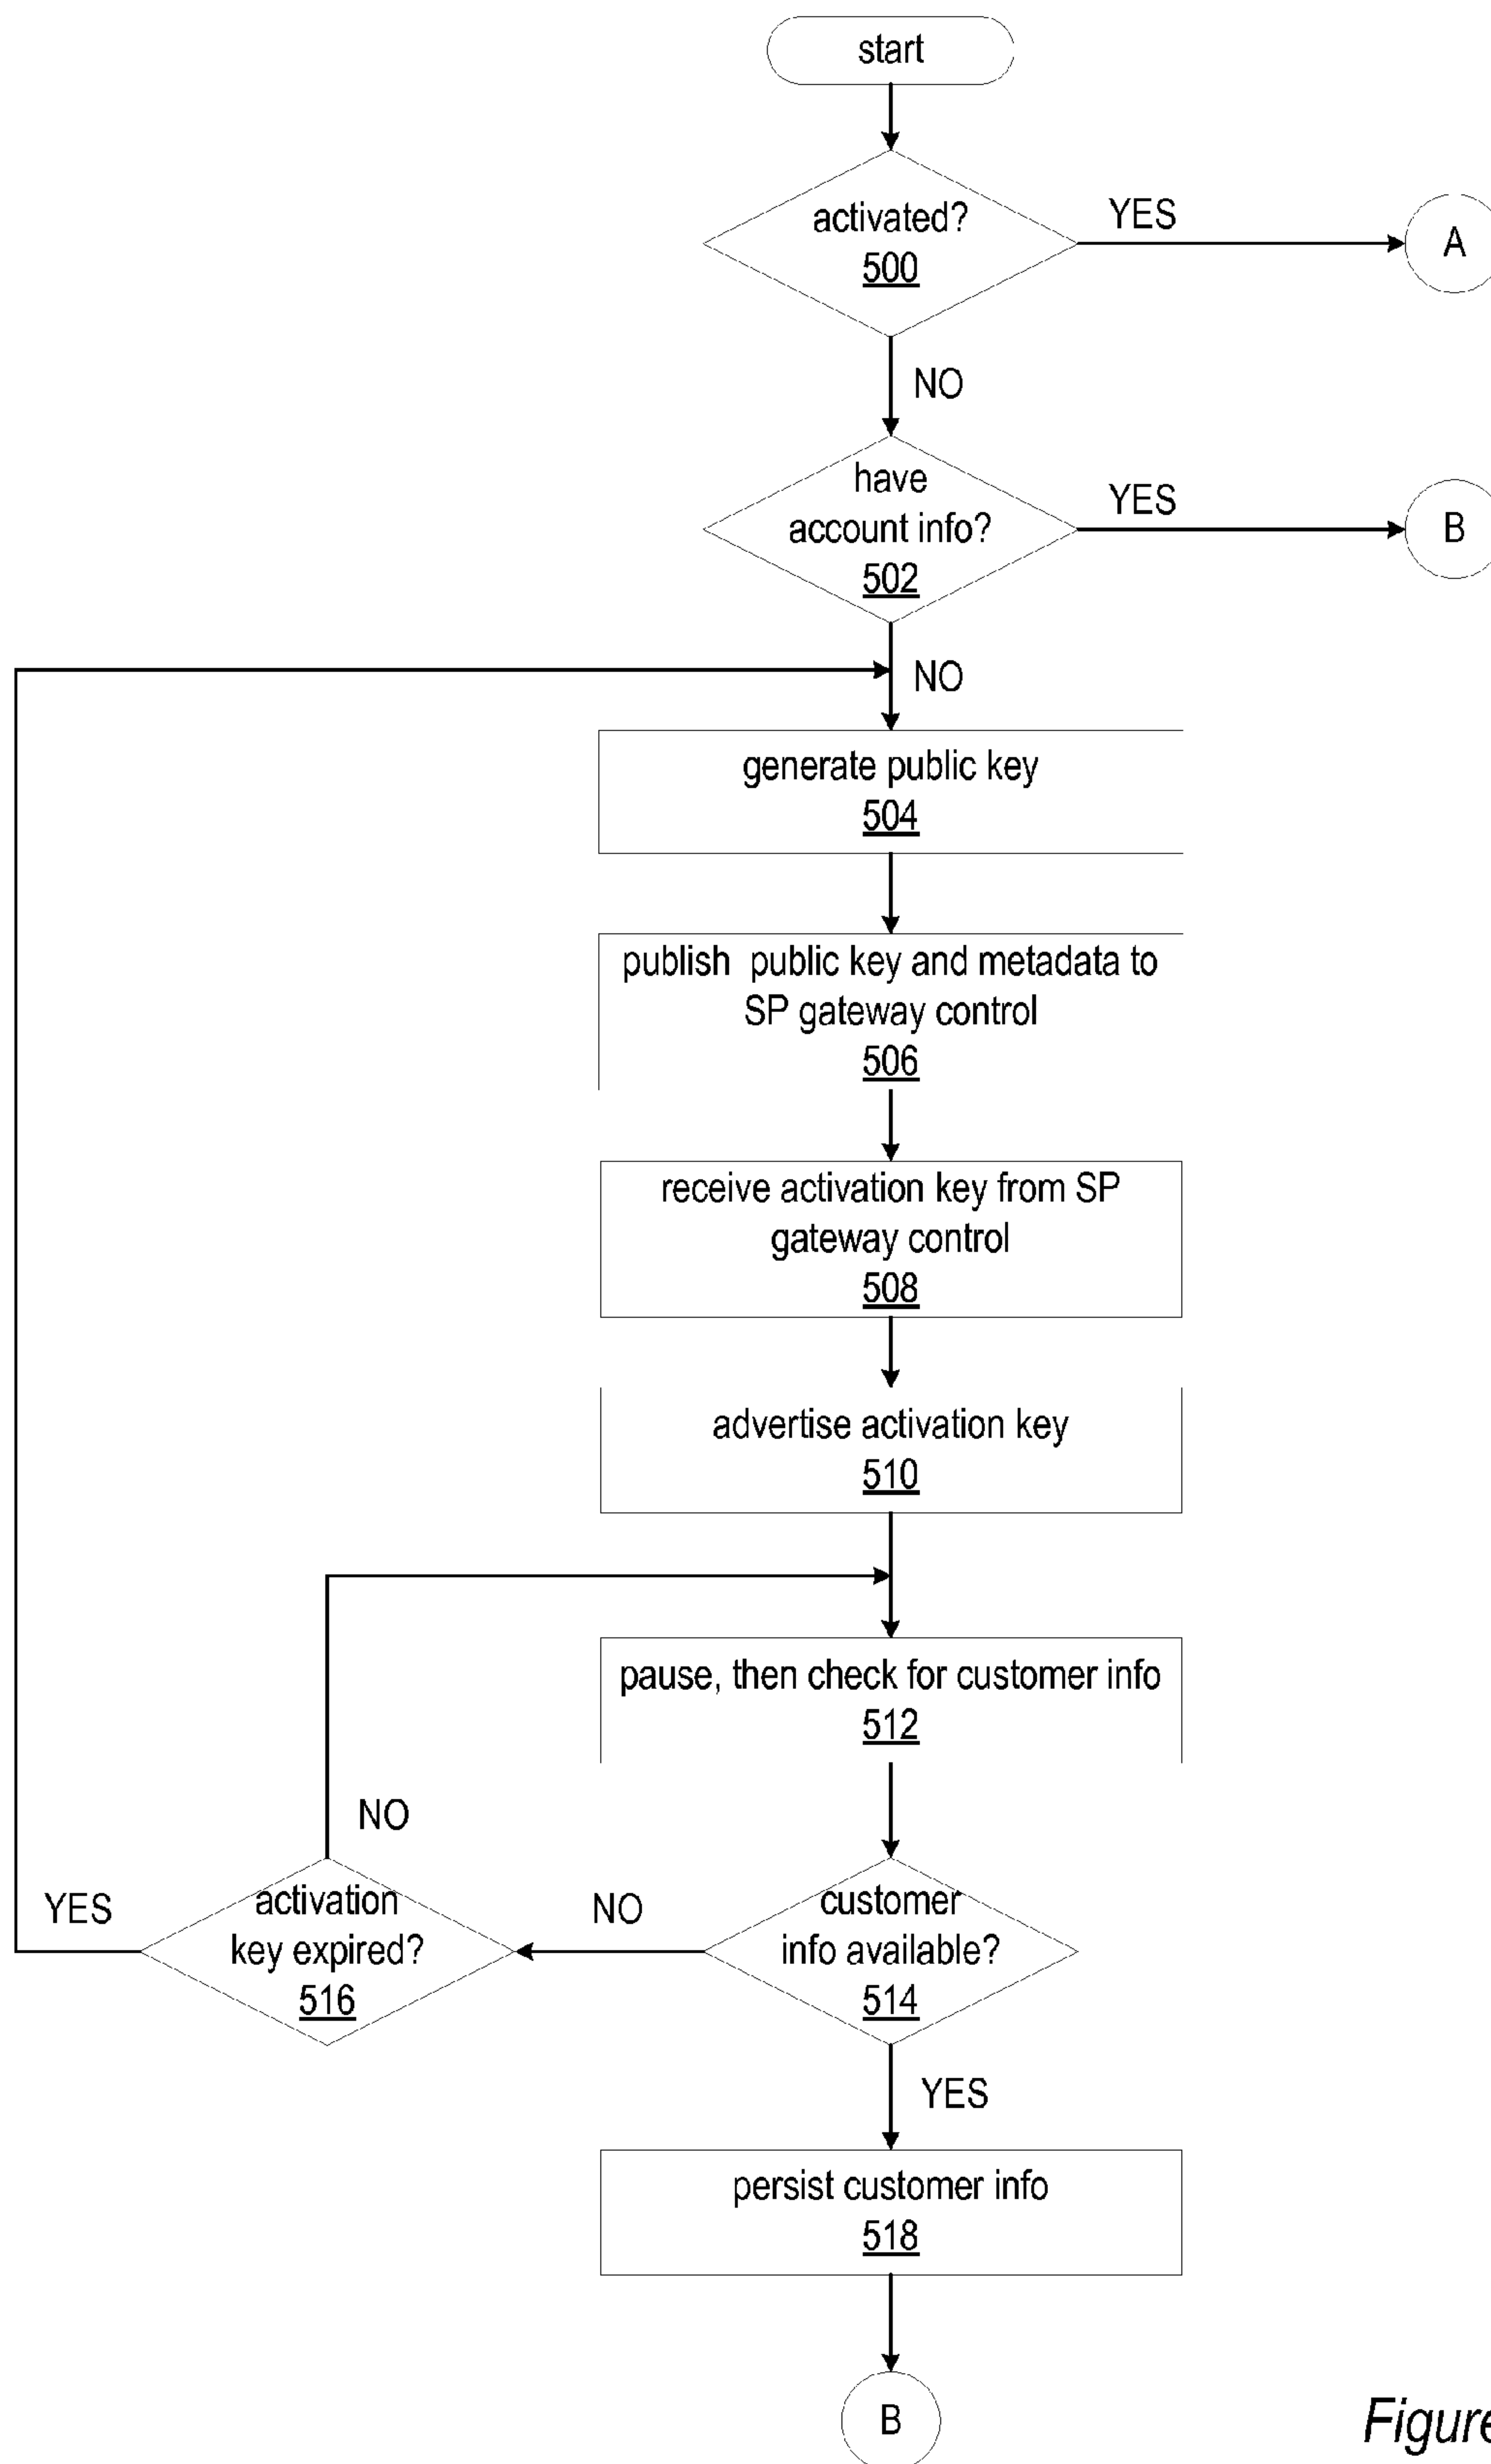 start
activated?
500
YES
A
NO
have
account info?
502
YES
B
NO
generate public key
504
publish public key and metadata to
SP gateway control
506
receive activation key from SP
gateway control
508
advertise activation key
510
pause, then check for customer info
512
NO
YES
activation
key expired?
516
NO
customer
info available?
514
YES
persist customer info
518
B
Figure